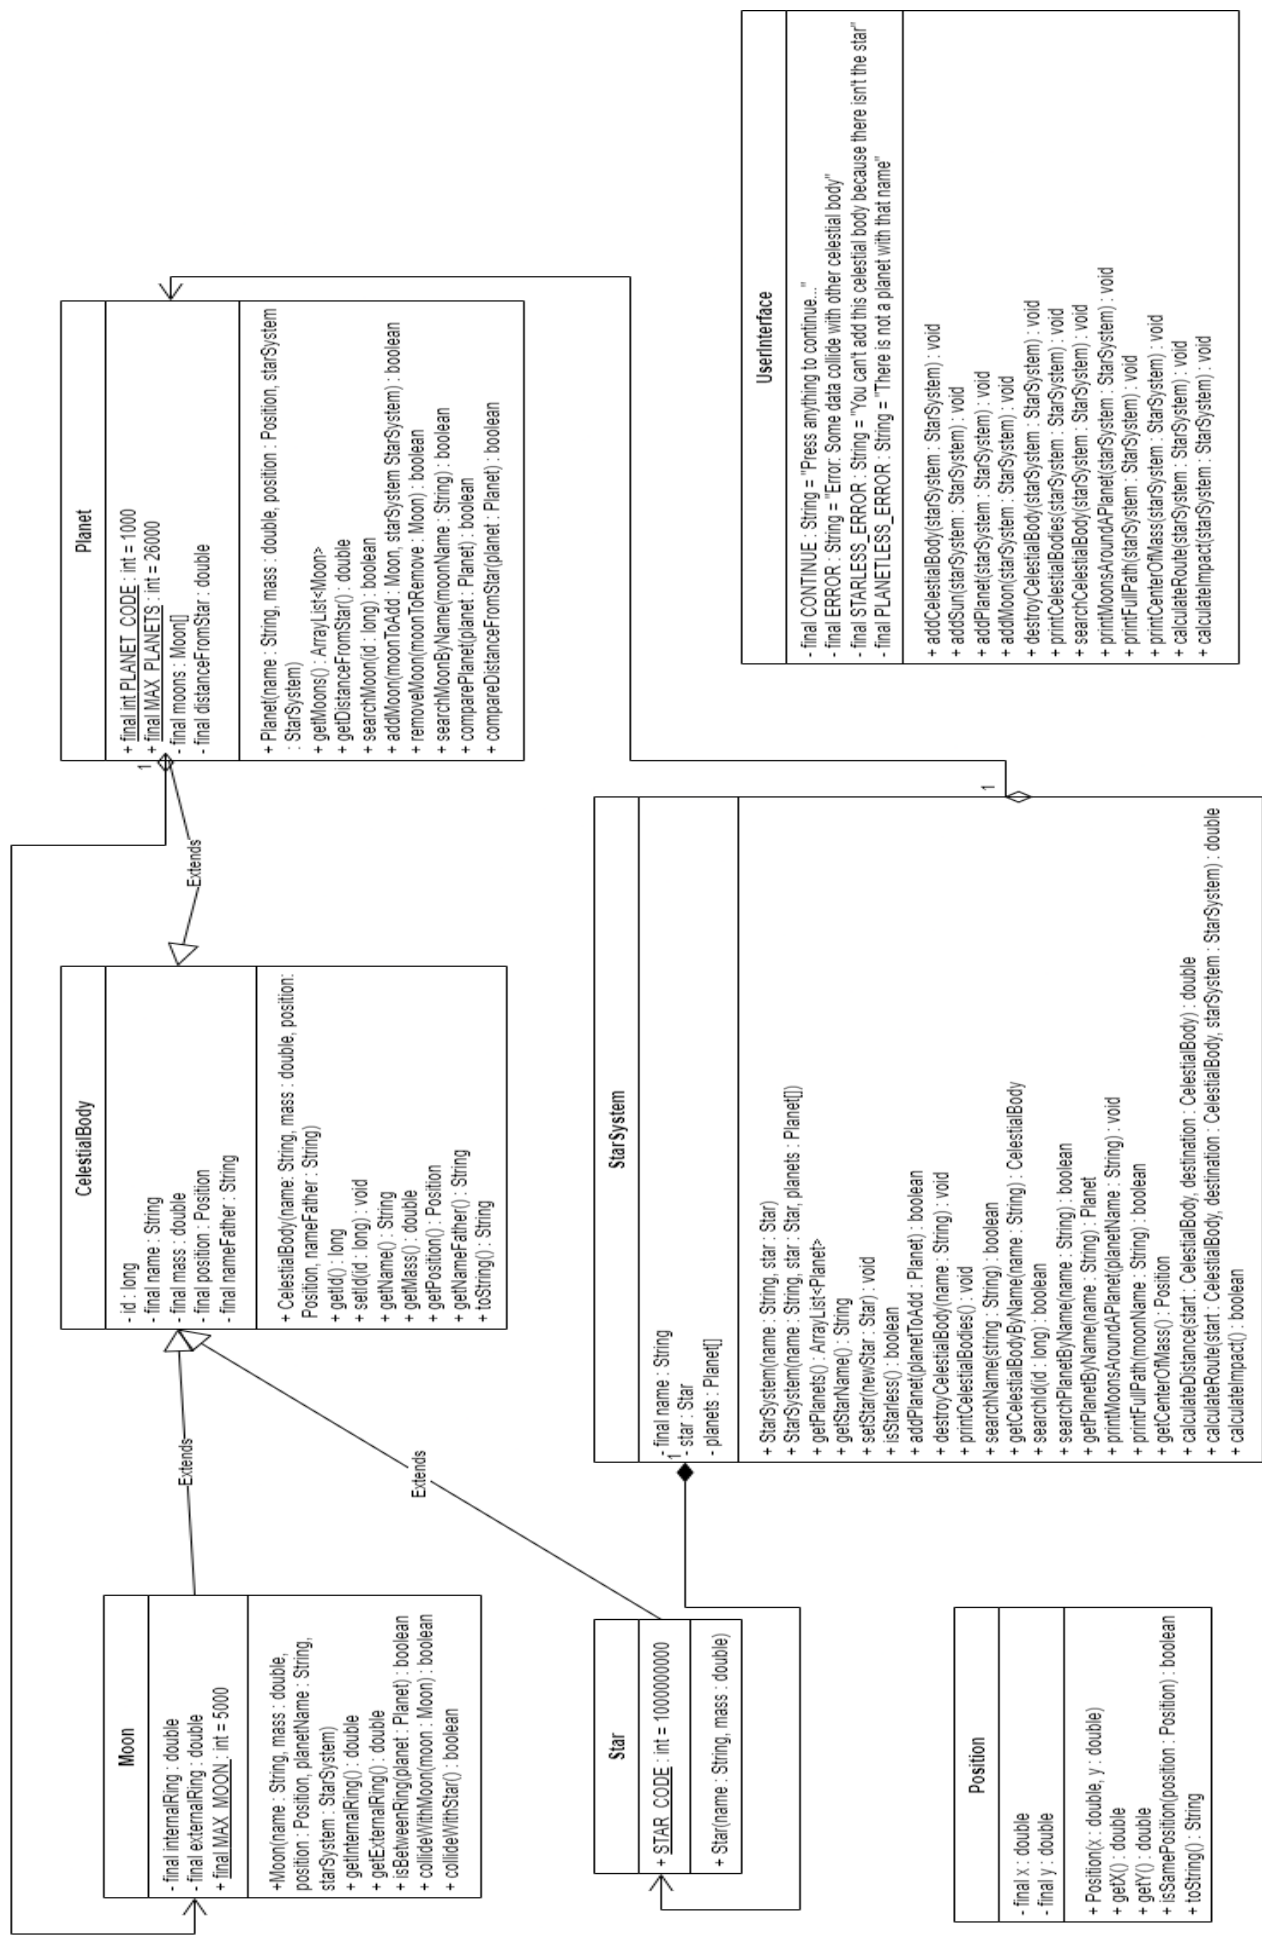 Moon
- final internalRing : double
- final externalRing : double
+ final MAX_MOON : int = 5000
+Moon(name : String, mass : double,
position : Position, planetName : String,
starSystem : StarSystem)
+ getInternalRing() : double
+ getExternalRing() : double
+ isBetweenRing(planet : Planet) : boolean
+ collideWithMoon(moon : Moon) : boolean
+ collideWithStar() : boolean
Extends
CelestialBody
- id : long
- final name : String
- final mass : double
- final position : Position
- final nameFather : String
+ CelestialBody(name: String, mass : double, position:
Position, nameFather : String)
+ getId() : long
+ setId(id : long) : void
+ getName() : String
+ getMass() : double
+ getPosition() : Position
+ getNameFather() : String
+ toString() : String
Extends
1
Planet
+ final int PLANET_CODE : int = 1000
+ final MAX_PLANETS : int = 26000
- final moons : Moon[]
- final distanceFromStar : double
+ Planet(name : String, mass : double, position : Position, starSystem
: StarSystem)
+ getMoons() : ArrayList<Moon>
+ getDistanceFromStar() : double
+ searchMoon(id : long) : boolean
+ addMoon(moonToAdd : Moon, starSystem StarSystem) : boolean
+ removeMoon(moonToRemove : Moon) : boolean
+ searchMoonByName(moonName : String) : boolean
+ comparePlanet(planet : Planet) : boolean
+ compareDistanceFromStar(planet : Planet) : boolean
Extends
Star
+ STAR_CODE : int = 100000000
+ Star(name : String, mass : double)
1
StarSystem
- final name : String
- star : Star
- planets : Planet[]
+ StarSystem(name : String, star : Star)
+ StarSystem(name : String, star : Star, planets : Planet[])
+ getPlanets() : ArrayList<Planet>
+ getStarName() : String
+ setStar(newStar : Star) : void
+ isStarless() : boolean
+ addPlanet(planetToAdd : Planet) : boolean
+ destroyCelestialBody(name : String) : void
+ printCelestialBodies() : void
+ searchName(string : String) : boolean
+ getCelestialBodyByName(name : String) : CelestialBody
+ searchId(id : long) : boolean
+ searchPlanetByName(name : String) : boolean
+ getPlanetByName(name : String) : Planet
+ printMoonsAroundAPlanet(planetName : String) : void
+ printFullPath(moonName : String) : boolean
+ getCenterOfMass() : Position
+ calculateDistance(start : CelestialBody, destination : CelestialBody) : double
+ calculateRoute(start : CelestialBody, destination : CelestialBody, starSystem : StarSystem) : double
+ calculateImpact() : boolean
1
UserInterface
- final CONTINUE : String = "Press anything to continue..."
- final ERROR : String = "Error: Some data collide with other celestial body"
- final STARLESS_ERROR : String = "You can't add this celestial body because there isn't the star"
- final PLANETLESS_ERROR : String = "There is not a planet with that name"
+ addCelestialBody(starSystem : StarSystem) : void
+ addSun(starSystem : StarSystem) : void
+ addPlanet(starSystem : StarSystem) : void
+ addMoon(starSystem : StarSystem) : void
+ destroyCelestialBody(starSystem : StarSystem) : void
+ printCelestialBodies(starSystem : StarSystem) : void
+ searchCelestialBody(starSystem : StarSystem) : void
+ printMoonsAroundAPlanet(starSystem : StarSystem) : void
+ printFullPath(starSystem : StarSystem) : void
+ printCenterOfMass(starSystem : StarSystem) : void
+ calculateRoute(starSystem : StarSystem) : void
+ calculateImpact(starSystem : StarSystem) : void
Position
- final x : double
- final y : double
+ Position(x : double, y : double)
+ getX() : double
+ getY() : double
+ isSamePosition(position : Position) : boolean
+ toString() : String